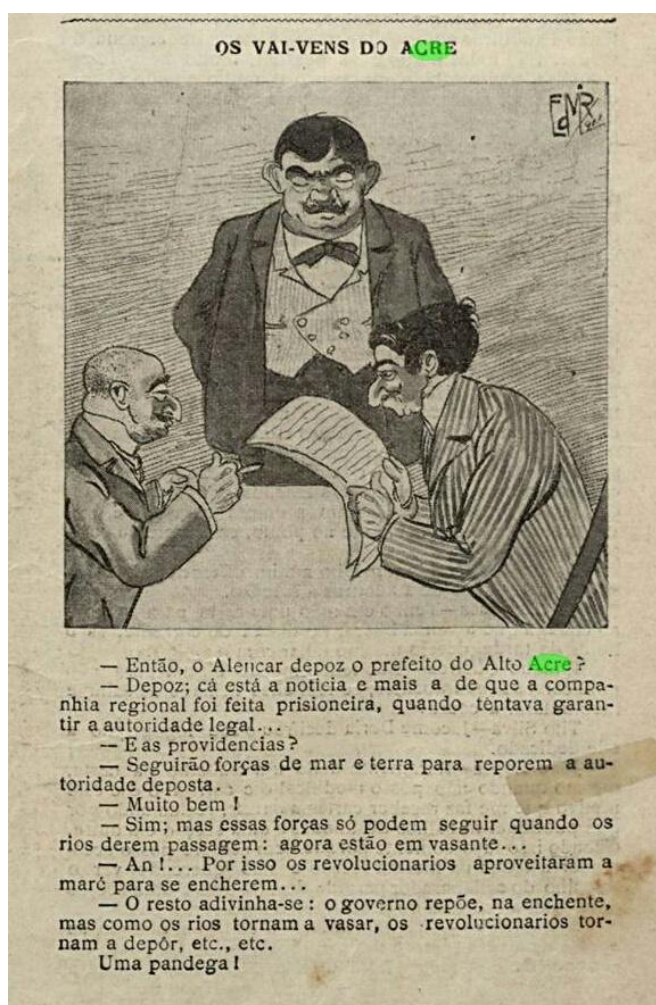 OS VAI-VENS DO ACRE
— Então, o Alencar depoz o prefeito do Alto Acre?
— Depoz; cá está a noticia e mais a de que a compa-
nhia regional foi feita prisioneira, quando tentava garan-
tir a autoridade legal...
— E as providencias?
— Seguirão forças de mar e terra para reporem a au-
toridade deposta.
— Muito bem!
— Sim; mas essas forças só podem seguir quando os
rios derem passagem: agora estão em vasante...
— An!... Por isso os revolucionarios aproveitaram a
maré para se encherem...
— O resto adivinha-se: o governo repõe, na enchente,
mas como os rios tornam a vasar, os revolucionarios tor-
nam a depôr, etc., etc.
Uma pandega!